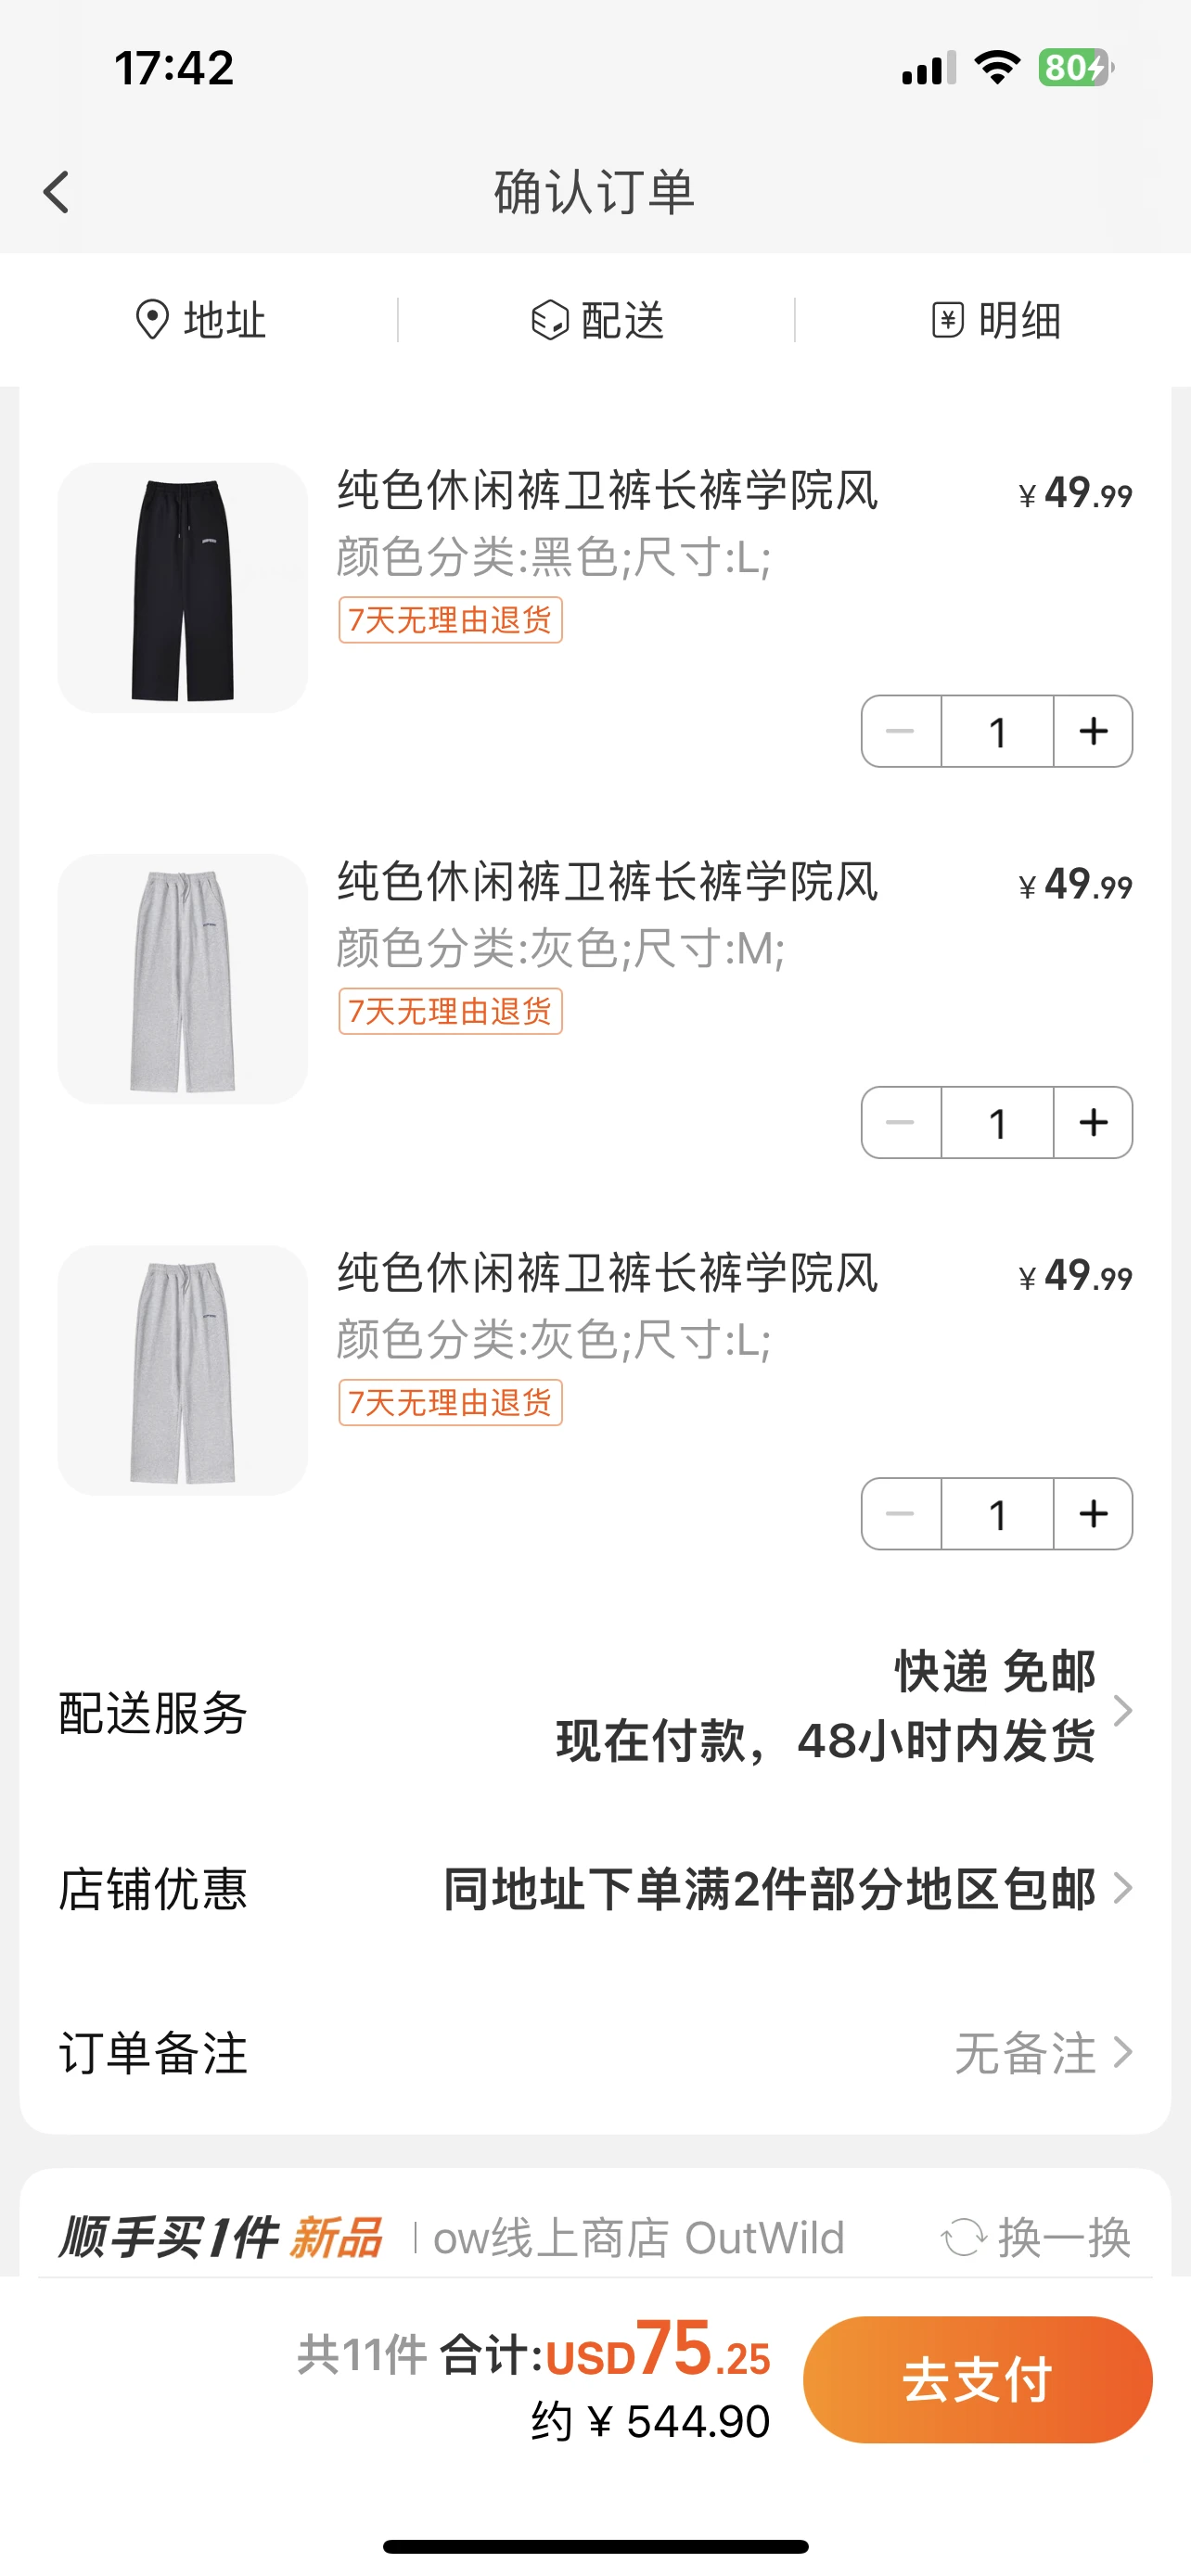 17:42
80
确认订单
地址
配送
明细
纯色休闲裤卫裤长裤学院风 ¥49.99
颜色分类:黑色;尺寸:L;
7天无理由退货
1
纯色休闲裤卫裤长裤学院风 ¥49.99
颜色分类:灰色;尺寸:M;
7天无理由退货
1
纯色休闲裤卫裤长裤学院风 ¥49.99
颜色分类:灰色;尺寸:L;
7天无理由退货
1
快递 免邮
配送服务
现在付款，48小时内发货
店铺优惠 同地址下单满2件部分地区包邮
订单备注 无备注
顺手买1件 新品 ow线上商店 OutWild 换一换
共11件 合计:USD75.25
约 ¥ 544.90
去支付